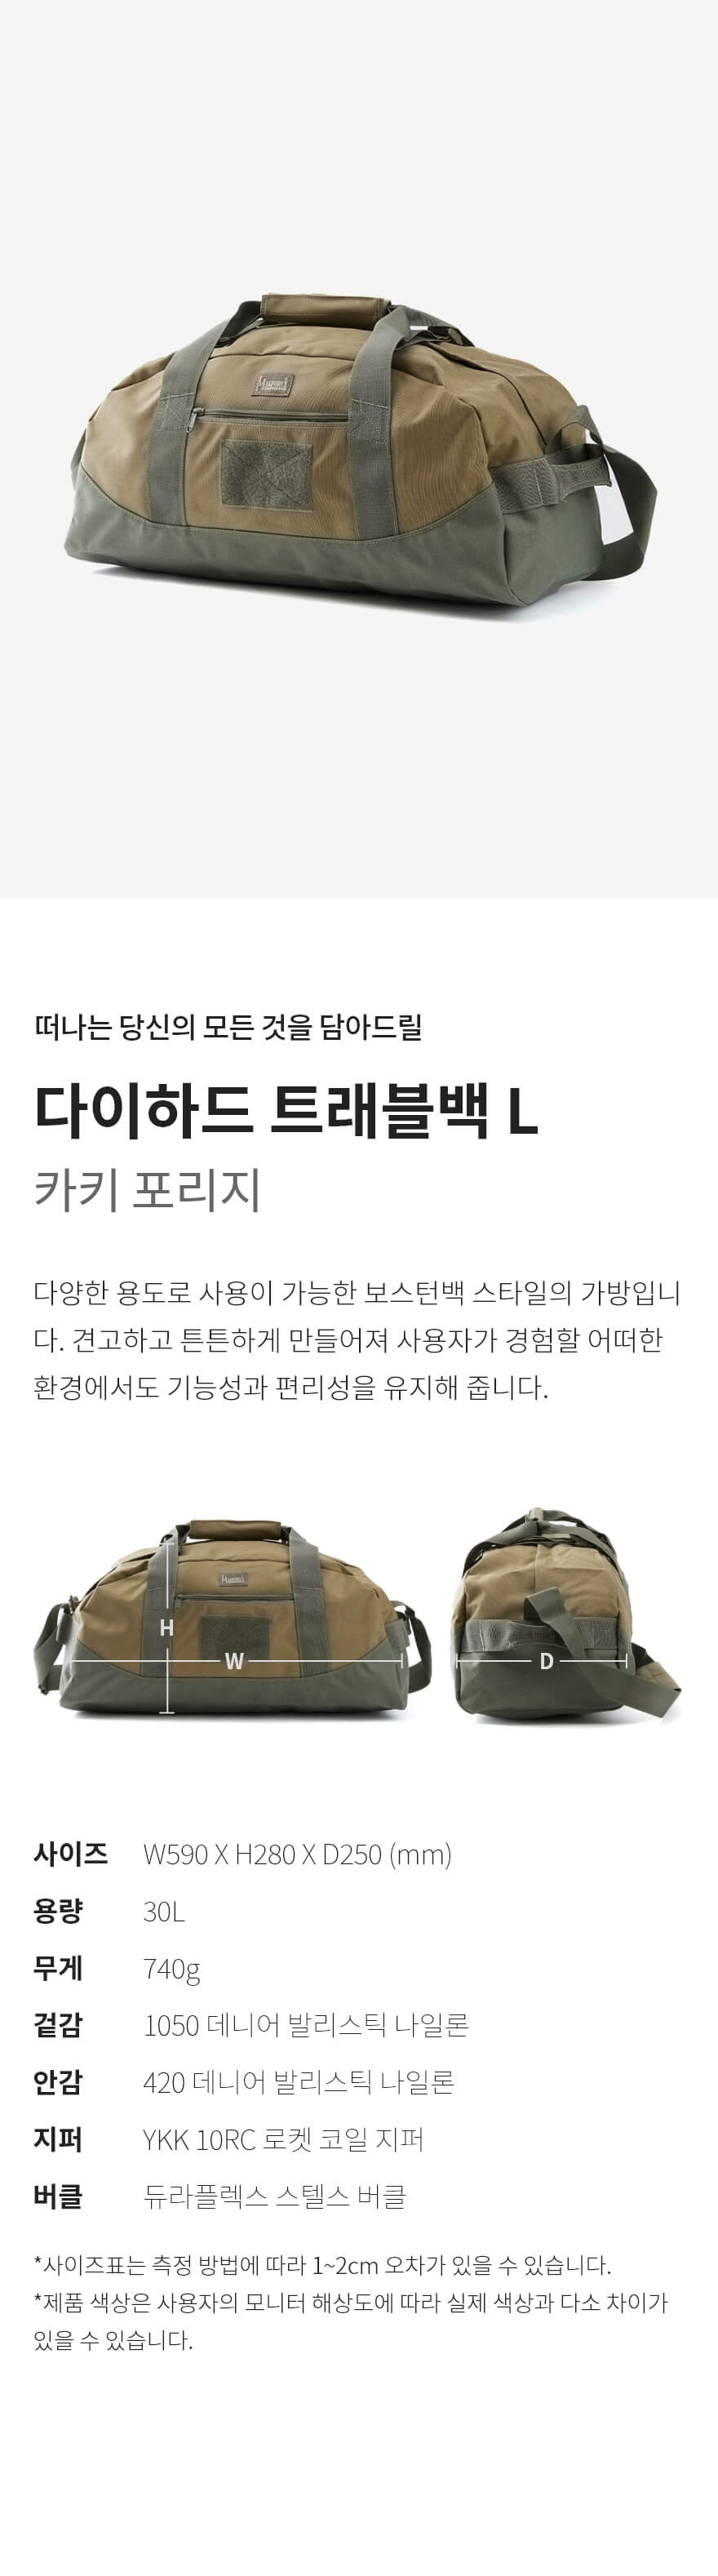 MAGFORCE
떠나는 당신의 모든 것을 담아드릴
다이하드 트래블백 L
카키 포리지
다양한 용도로 사용이 가능한 보스턴백 스타일의 가방입니
다. 견고하고 튼튼하게 만들어져 사용자가 경험할 어떠한
환경에서도 기능성과 편리성을 유지해 줍니다.
H
W
D
사이즈 W590 X H280 X D250 (mm)
용량 30L
무게 740g
겉감 1050 데니어 발리스틱 나일론
안감 420 데니어 발리스틱 나일론
지퍼 YKK 10RC 로켓 코일 지퍼
버클 듀라플렉스 스텔스 버클
*사이즈표는 측정 방법에 따라 1~2cm 오차가 있을 수 있습니다.
*제품 색상은 사용자의 모니터 해상도에 따라 실제 색상과 다소 차이가
있을 수 있습니다.